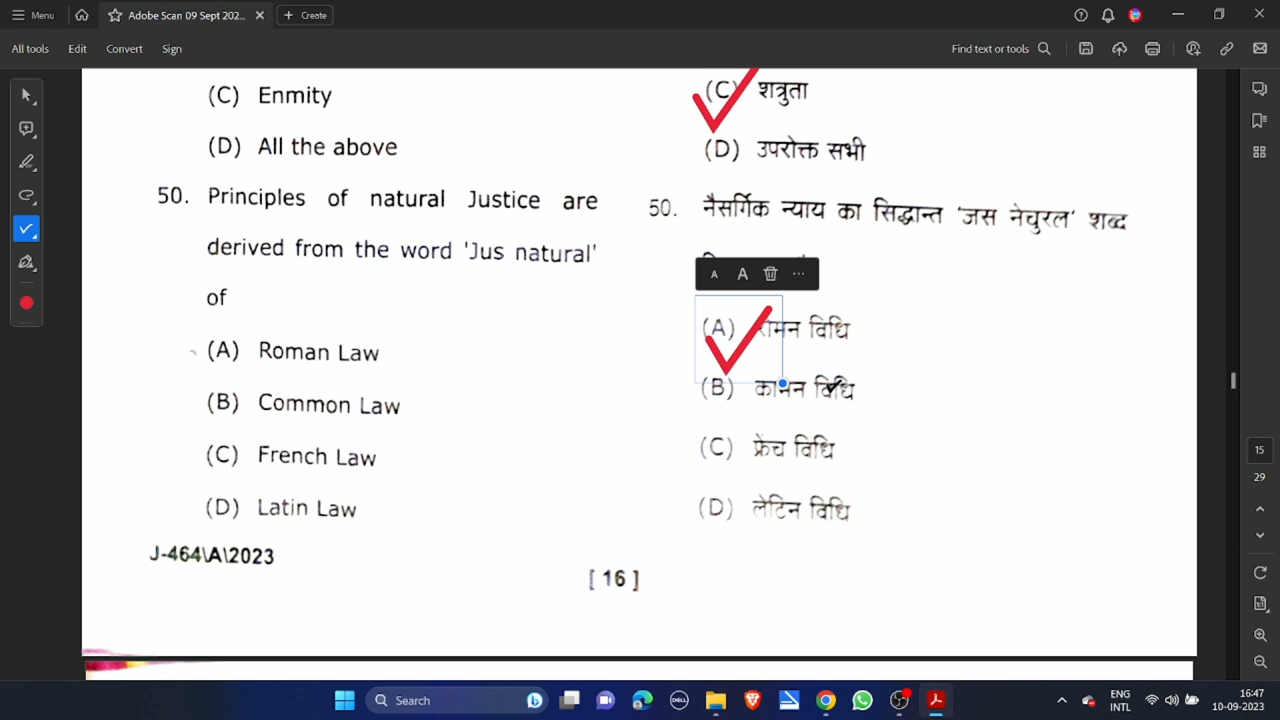 Menu
Adobe Scan 09 Sept 202...
Create
All tools
Edit
Convert
Sign
Find text or tools
(C) Enmity
(D) All the above
50. Principles of natural Justice are
derived from the word 'Jus natural'
of
(A) Roman Law
(B) Common Law
(C) French Law
(D) Latin Law
J-464\A\2023
(C) शत्रुता
(D) उपरोक्त सभी
50. नैसर्गिक न्याय का सिद्धान्त 'जस नेचुरल' शब्द
A A
(A) रोमन विधि
(B) कामन विधि
(C) फ्रेंच विधि
(D) लेटिन विधि
[ 16 ]
15
29
Search
DELL
ENG
INTL
16:47
10-09-2023